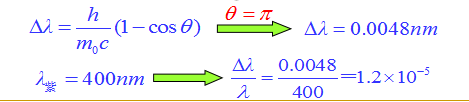 Δλ = h/(m₀c) (1 − cos θ) θ = π Δλ = 0.0048nm
λ紫 = 400nm Δλ/λ = 0.0048/400 = 1.2×10⁻⁵